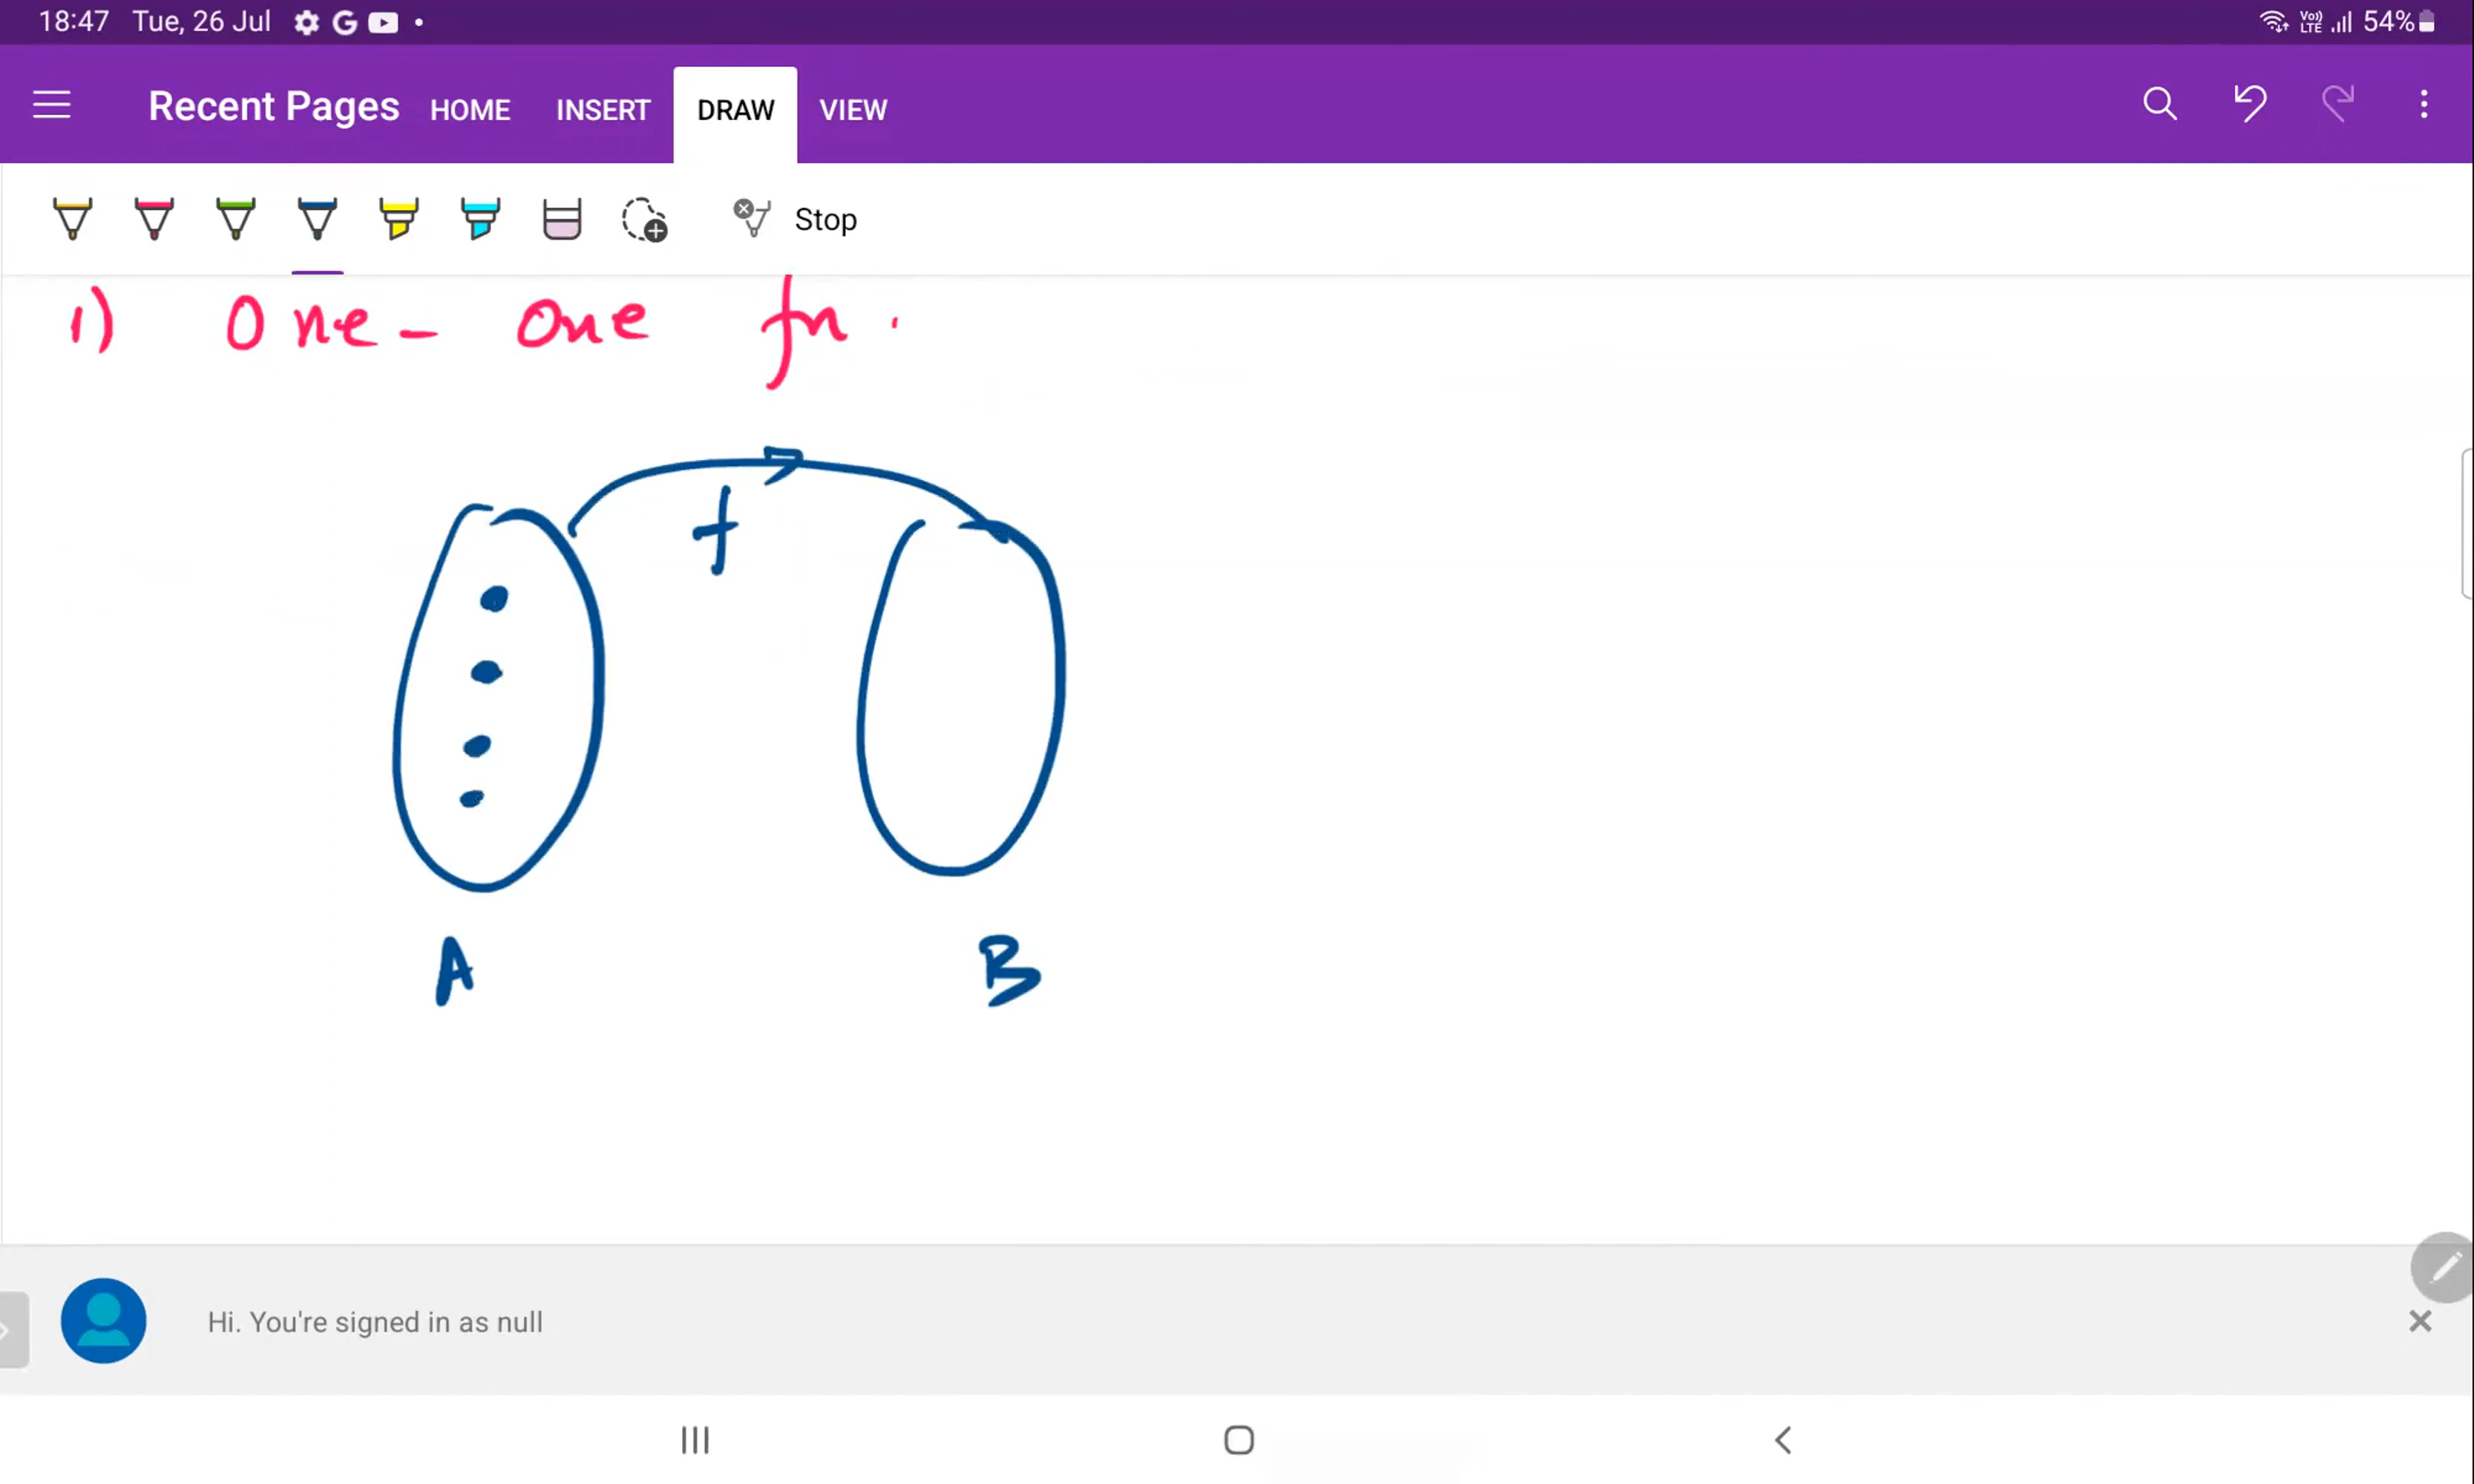 18:47 Tue, 26 Jul G VoLTE 54%
Recent Pages HOME INSERT DRAW VIEW
Stop
1) One - One fn .
f
A B
Hi. You're signed in as null